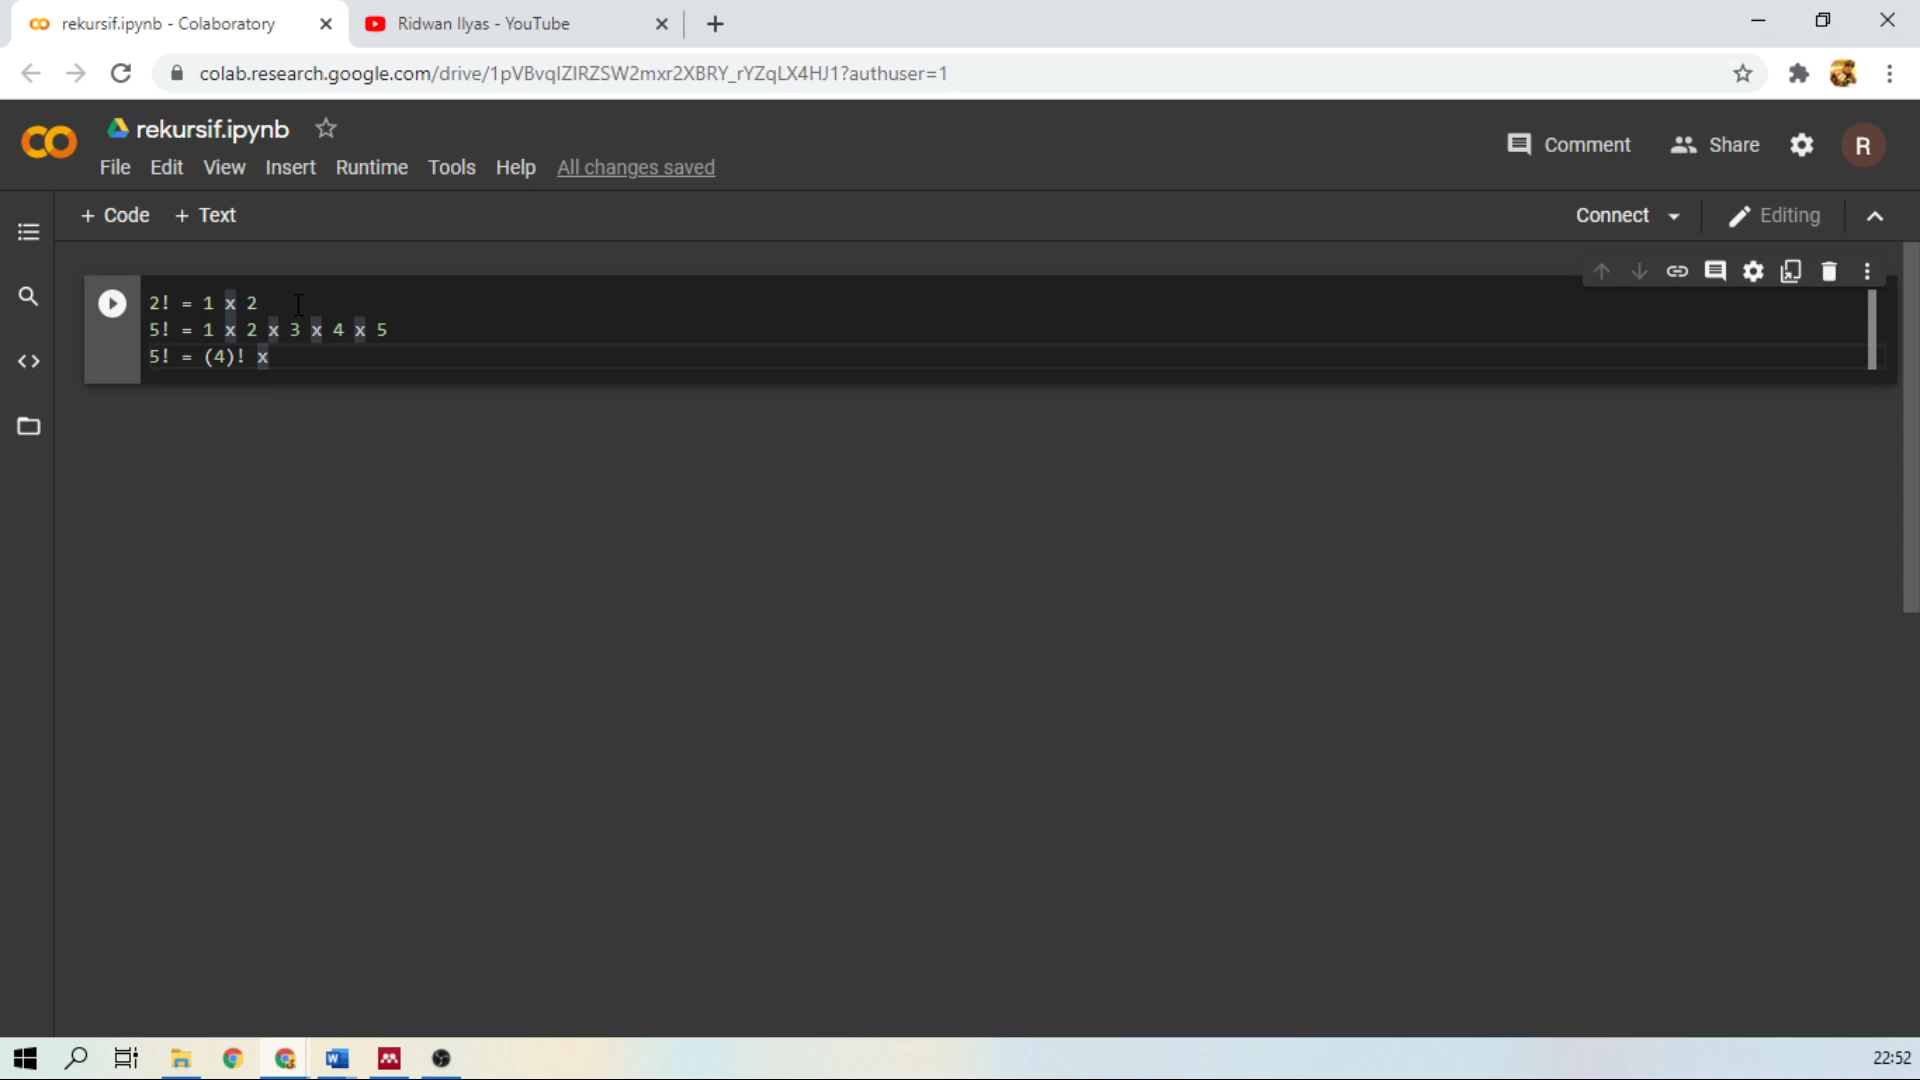 rekursif.ipynb - Colaboratory
Ridwan Ilyas - YouTube
colab.research.google.com/drive/1pVBvqIZIRZSW2mxr2XBRY_rYZqLX4HJ1?authuser=1
rekursif.ipynb
Comment
Share
R
File Edit View Insert Runtime Tools Help All changes saved
+ Code + Text
Connect
Editing
2! = 1 x 2
5! = 1 x 2 x 3 x 4 x 5
5! = (4)! x
22:52